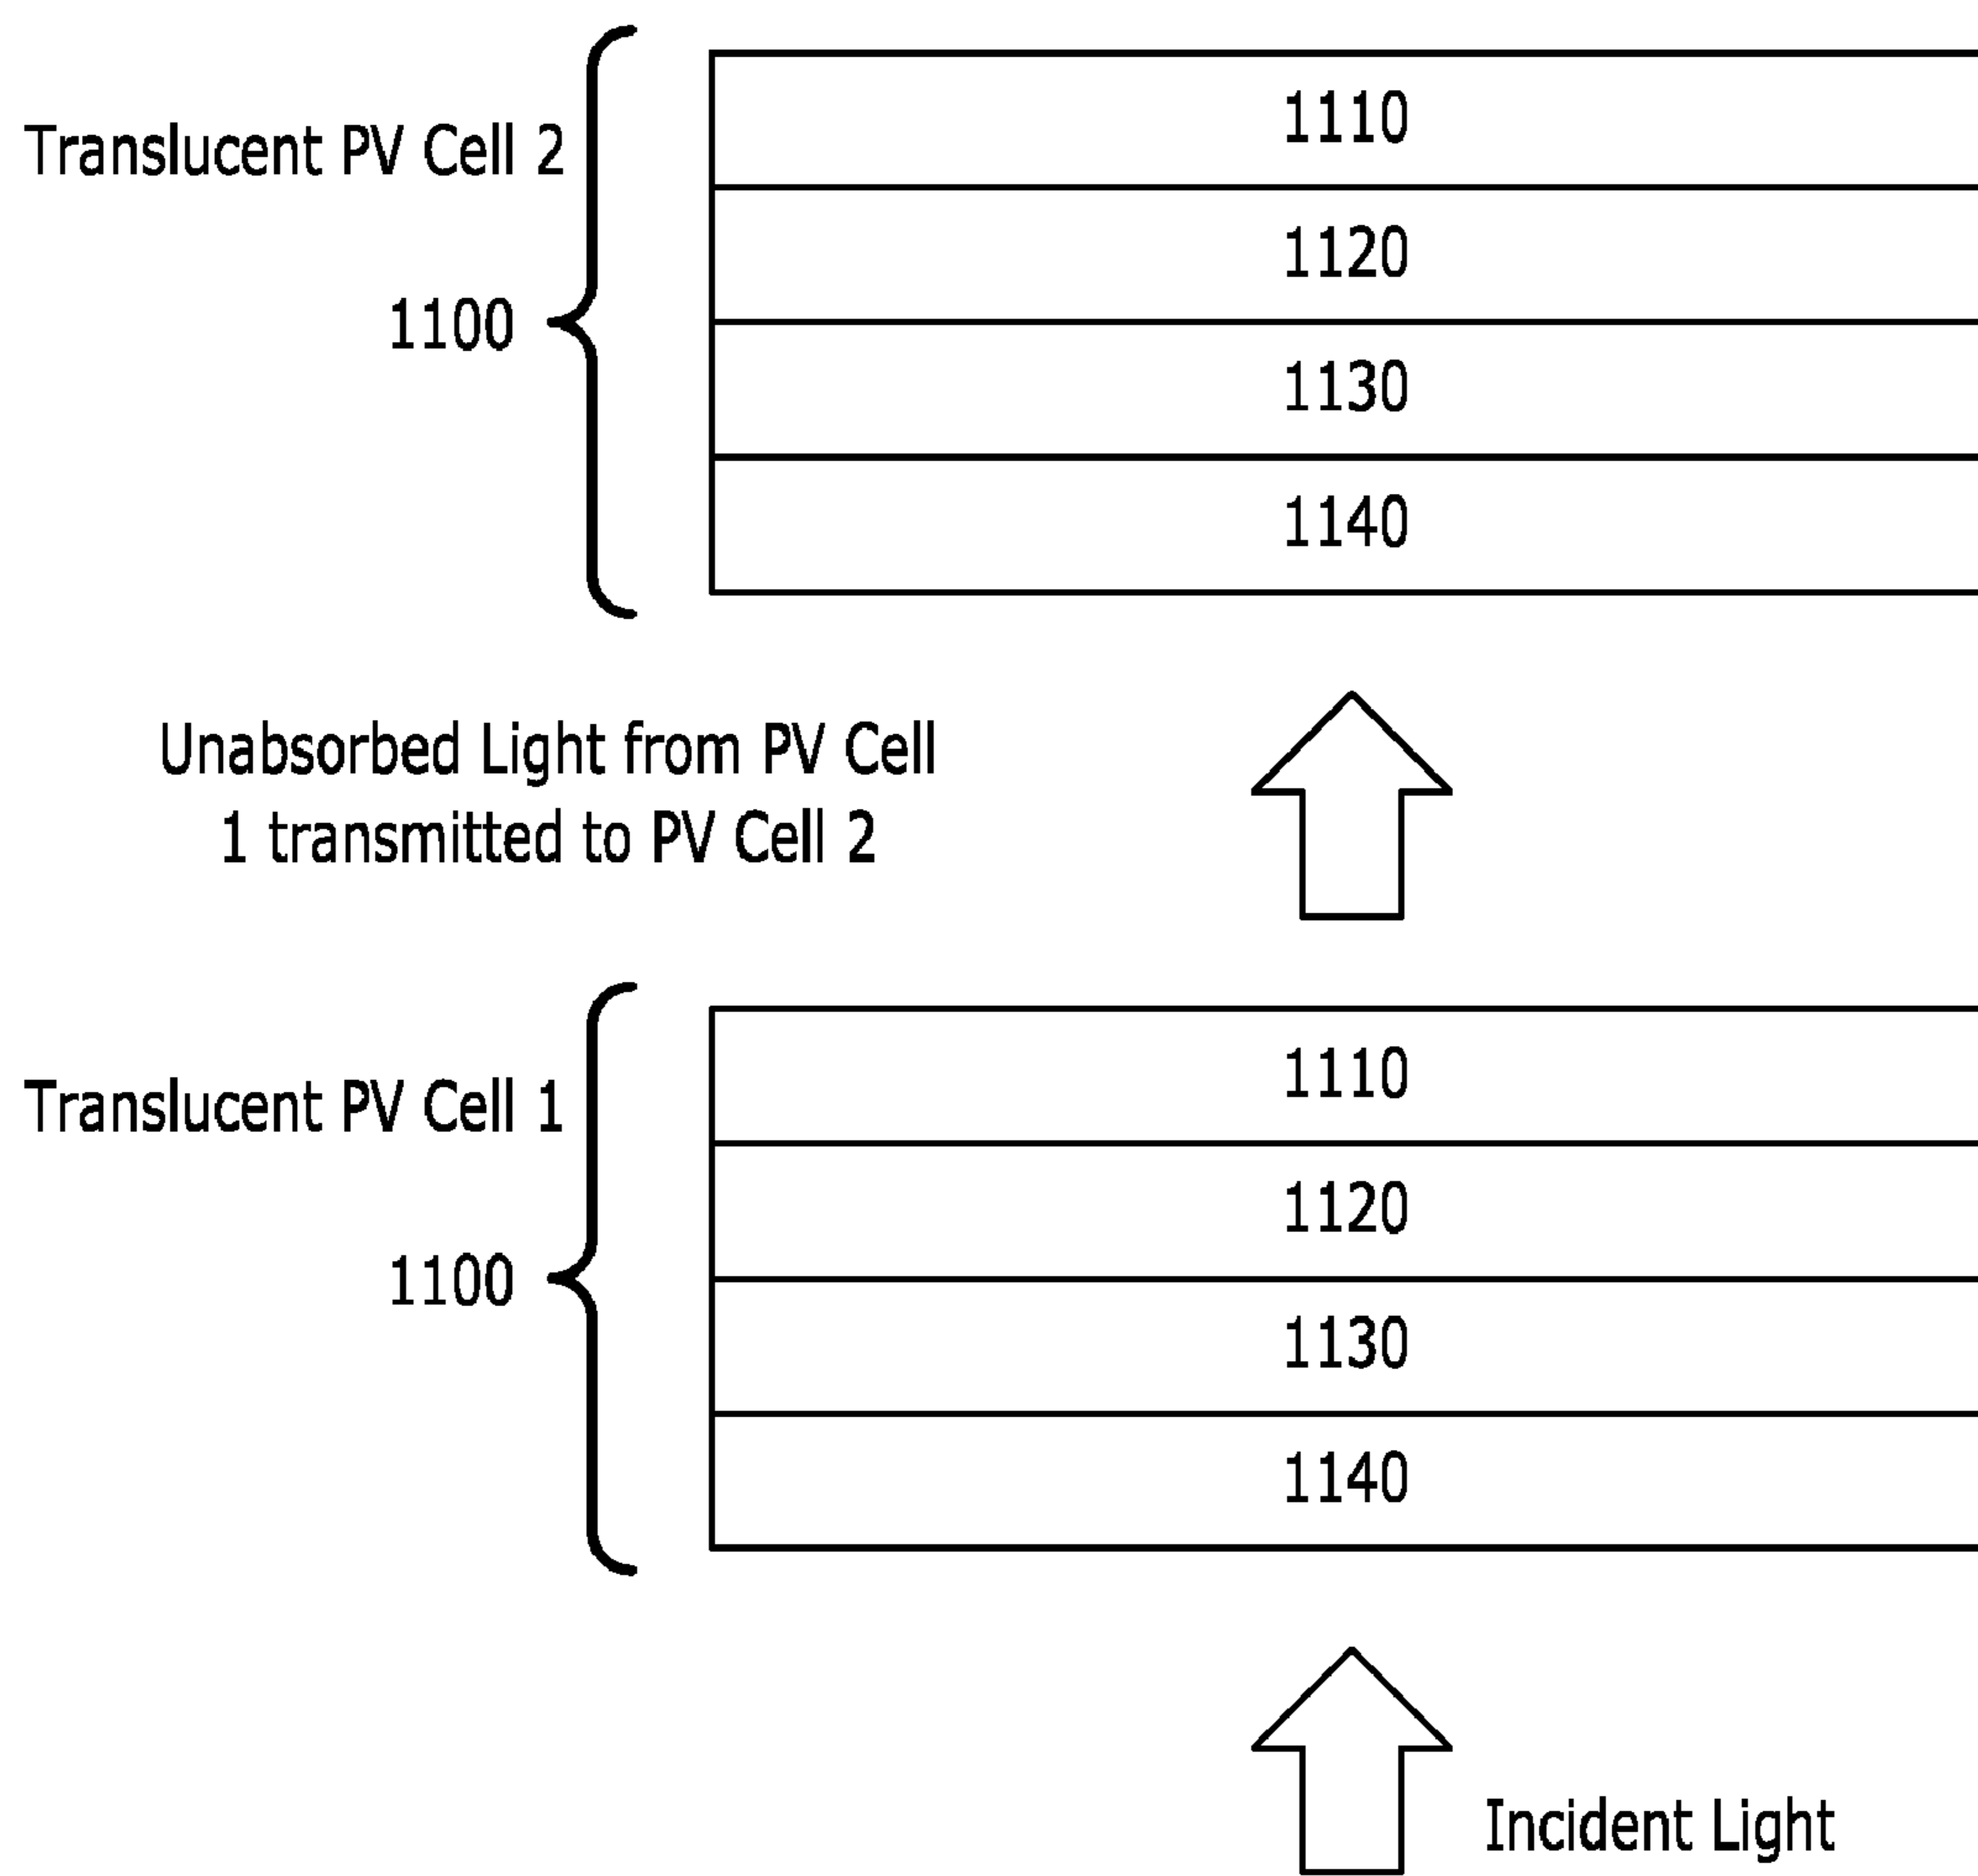 1110
Translucent PV Cell 2
1120
1100
1130
1140
Unabsorbed Light from PV Cell
1 transmitted to PV Cell 2
1110
Translucent PV Cell 1
1120
1100
1130
1140
Incident Light